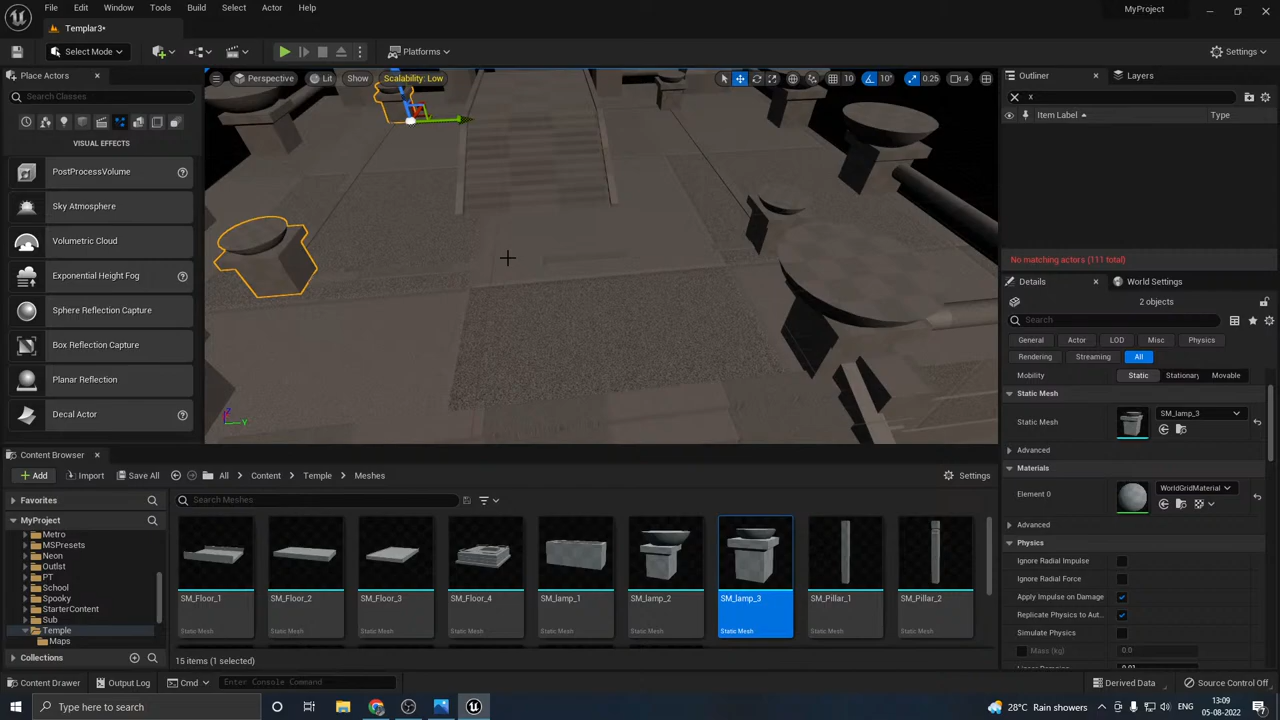 File Edit Window Tools Build Select Actor Help
MyProject
Templar3*
Select Mode
Platforms
Settings
Place Actors
Search Classes
VISUAL EFFECTS
PostProcessVolume
Sky Atmosphere
Volumetric Cloud
Exponential Height Fog
Sphere Reflection Capture
Box Reflection Capture
Planar Reflection
Decal Actor
Perspective Lit Show Scalability: Low
10 10° 0.25 4
Z
Y
Outliner
Layers
x
Item Label
Type
No matching actors (111 total)
Details
World Settings
2 objects
Search
General Actor LOD Misc Physics
Rendering Streaming All
Mobility Static Stationary Movable
Static Mesh
Static Mesh SM_lamp_3
Advanced
Materials
Element 0 WorldGridMaterial
Advanced
Physics
Ignore Radial Impulse
Ignore Radial Force
Apply Impulse on Damage
Replicate Physics to Aut...
Simulate Physics
Mass (kg) 0.0
Content Browser
Add Import Save All All Content Temple Meshes Settings
Favorites
MyProject
Metro
MSPresets
Neon
Outlst
PT
School
Spooky
StarterContent
Sub
Temple
Maps
Collections
Search Meshes
SM_Floor_1 SM_Floor_2 SM_Floor_3 SM_Floor_4 SM_lamp_1 SM_lamp_2 SM_lamp_3 SM_Pillar_1 SM_Pillar_2
Static Mesh Static Mesh Static Mesh Static Mesh Static Mesh Static Mesh Static Mesh Static Mesh Static Mesh
15 items (1 selected)
Content Drawer Output Log Cmd Enter Console Command Derived Data Source Control Off
Type here to search
28°C Rain showers
ENG
13:09
05-08-2022